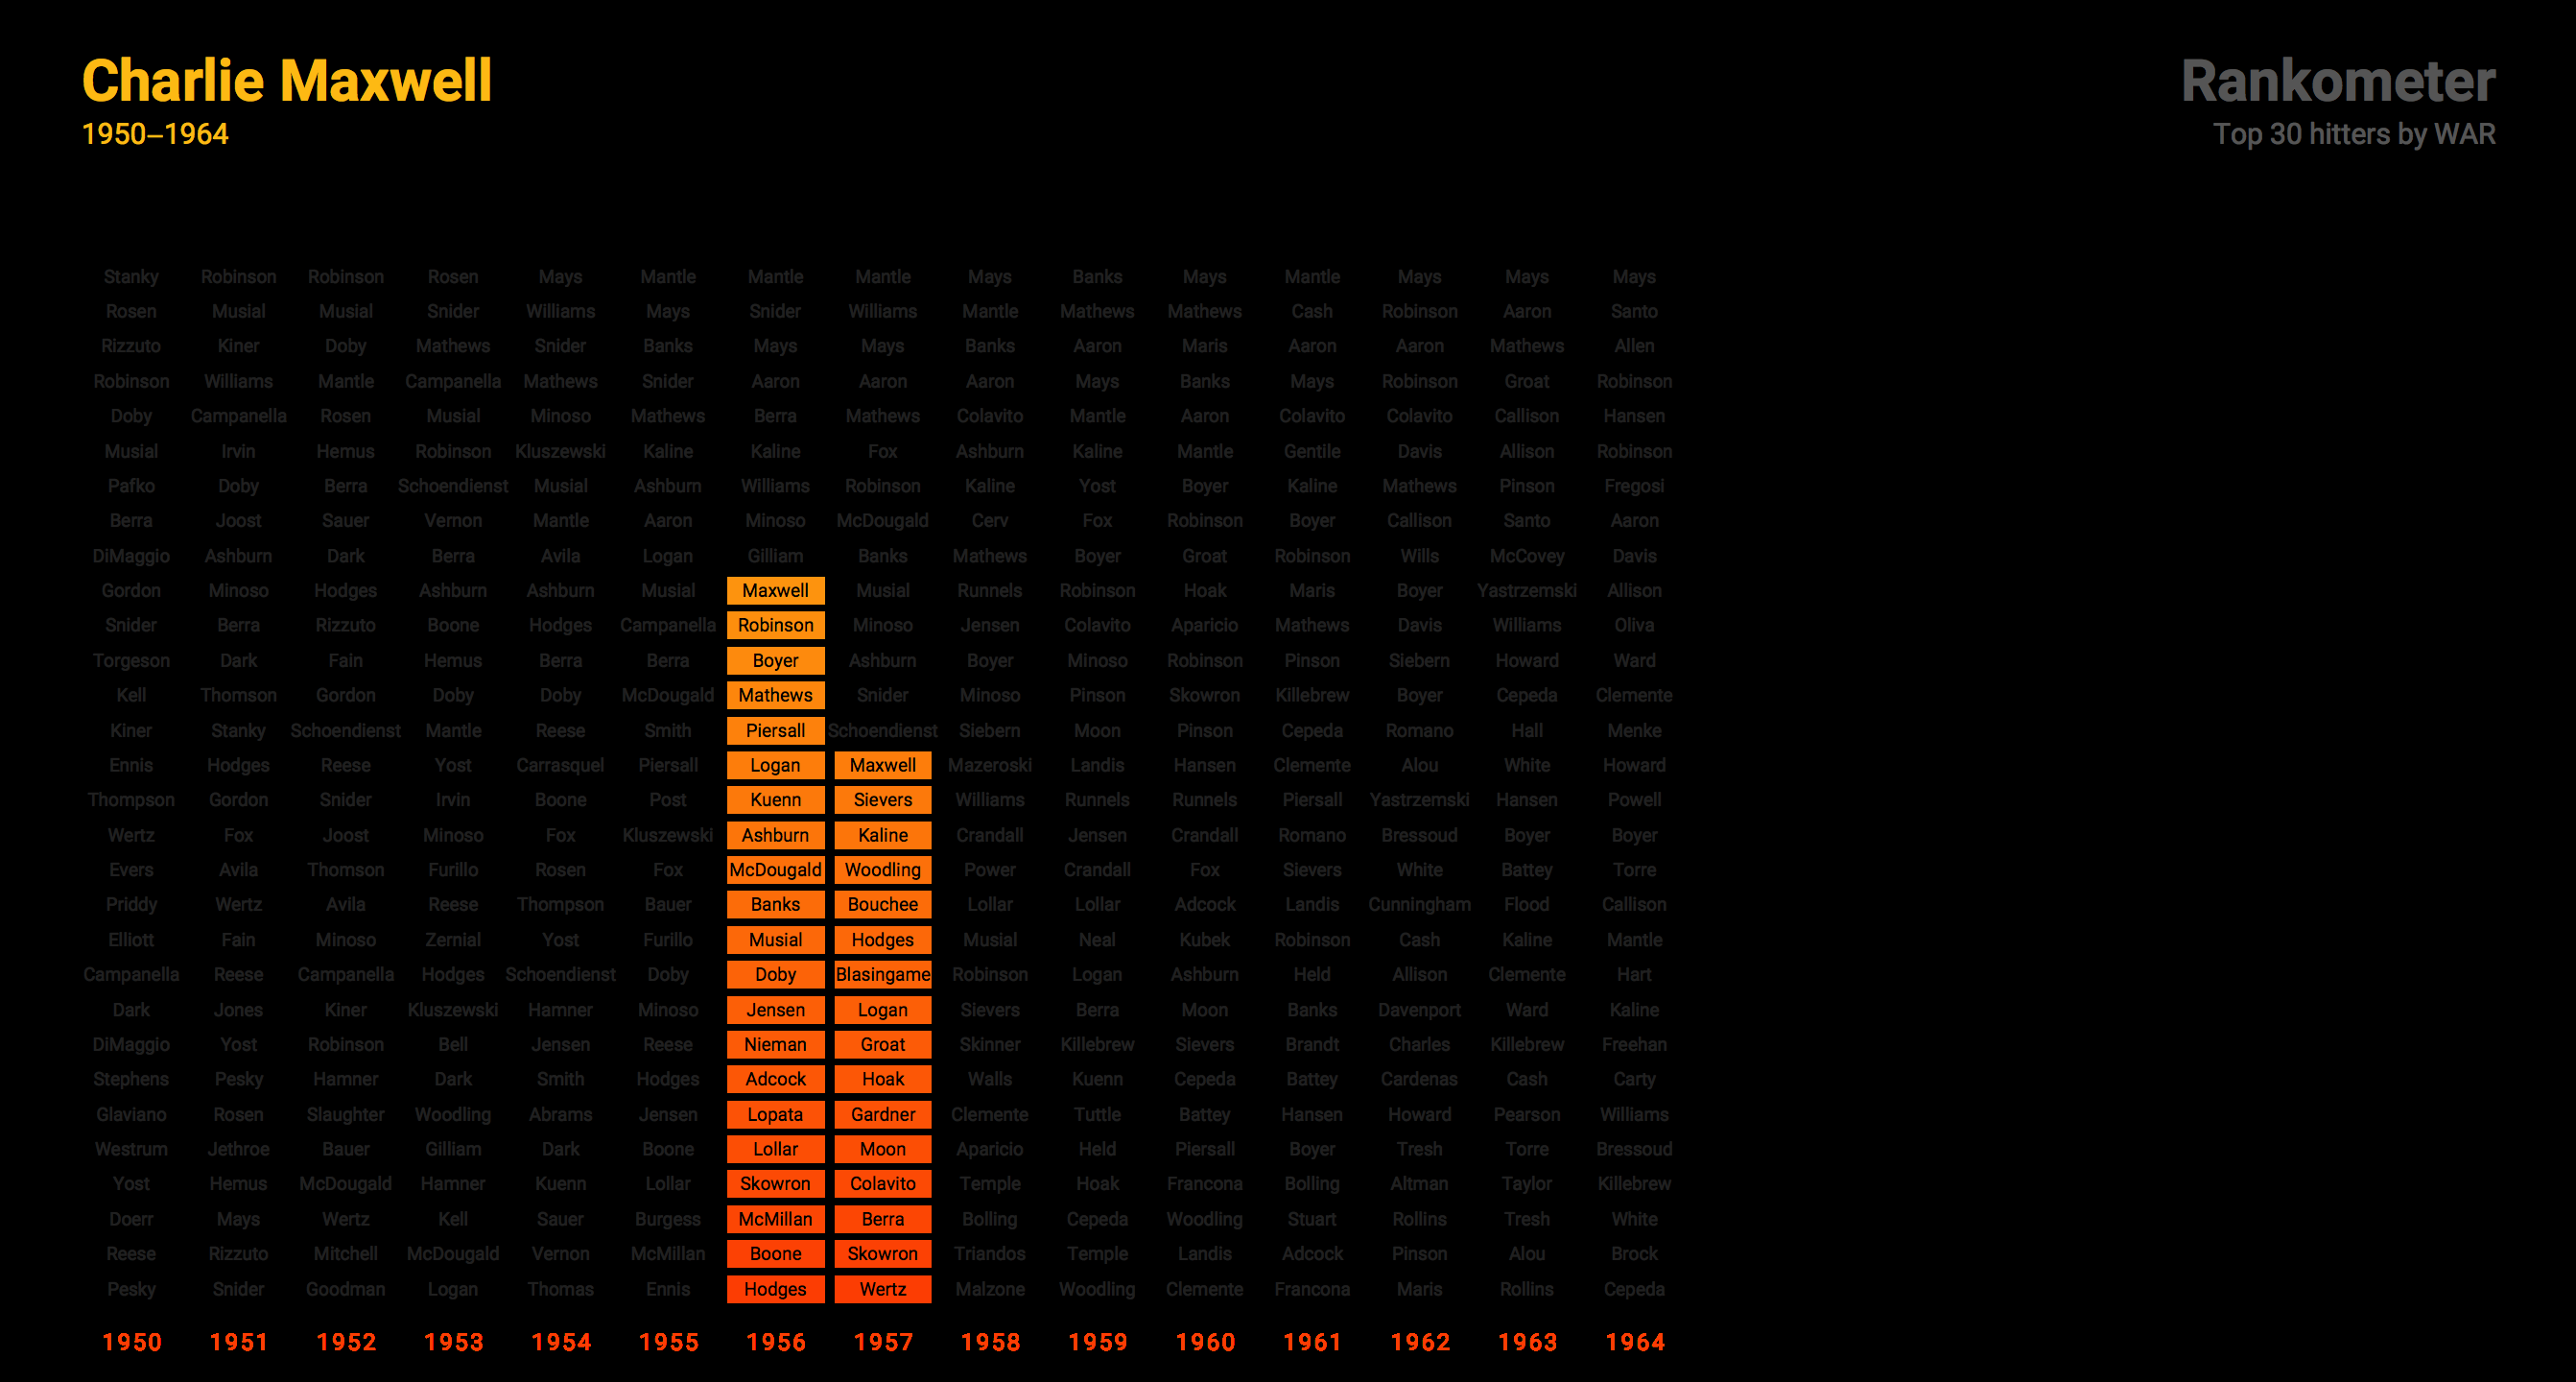 Charlie Maxwell
1950–1964
Rankometer
Top 30 hitters by WAR
Stanky Robinson Robinson Rosen Mays Mantle Mantle Mantle Mays Banks Mays Mantle Mays Mays Mays
Rosen Musial Musial Snider Williams Mays Snider Williams Mantle Mathews Mathews Cash Robinson Aaron Santo
Rizzuto Kiner Doby Mathews Snider Banks Mays Mays Banks Aaron Maris Aaron Aaron Mathews Allen
Robinson Williams Mantle Campanella Mathews Snider Aaron Aaron Aaron Mays Banks Mays Robinson Groat Robinson
Doby Campanella Rosen Musial Minoso Mathews Berra Mathews Colavito Mantle Aaron Colavito Colavito Callison Hansen
Musial Irvin Hemus Robinson Kluszewski Kaline Kaline Fox Ashburn Kaline Mantle Gentile Davis Allison Robinson
Pafko Doby Berra Schoendienst Musial Ashburn Williams Robinson Kaline Yost Boyer Kaline Mathews Pinson Fregosi
Berra Joost Sauer Vernon Mantle Aaron Minoso McDougald Cerv Fox Robinson Boyer Callison Santo Aaron
DiMaggio Ashburn Dark Berra Avila Logan Gilliam Banks Mathews Boyer Groat Robinson Wills McCovey Davis
Gordon Minoso Hodges Ashburn Ashburn Musial Maxwell Musial Runnels Robinson Hoak Maris Boyer Yastrzemski Allison
Snider Berra Rizzuto Boone Hodges Campanella Robinson Minoso Jensen Colavito Aparicio Mathews Davis Williams Oliva
Torgeson Dark Fain Hemus Berra Berra Boyer Ashburn Boyer Minoso Robinson Pinson Siebern Howard Ward
Kell Thomson Gordon Doby Doby McDougald Mathews Snider Minoso Pinson Skowron Killebrew Boyer Cepeda Clemente
Kiner Stanky Schoendienst Mantle Reese Smith Piersall Schoendienst Siebern Moon Pinson Cepeda Romano Hall Menke
Ennis Hodges Reese Yost Carrasquel Piersall Logan Maxwell Mazeroski Landis Hansen Clemente Alou White Howard
Thompson Gordon Snider Irvin Boone Post Kuenn Sievers Williams Runnels Runnels Piersall Yastrzemski Hansen Powell
Wertz Fox Joost Minoso Fox Kluszewski Ashburn Kaline Crandall Jensen Crandall Romano Bressoud Boyer Boyer
Evers Avila Thomson Furillo Rosen Fox McDougald Woodling Power Crandall Fox Sievers White Battey Torre
Priddy Wertz Avila Reese Thompson Bauer Banks Bouchee Lollar Lollar Adcock Landis Cunningham Flood Callison
Elliott Fain Minoso Zernial Yost Furillo Musial Hodges Musial Neal Kubek Robinson Cash Kaline Mantle
Campanella Reese Campanella Hodges Schoendienst Doby Doby Blasingame Robinson Logan Ashburn Held Allison Clemente Hart
Dark Jones Kiner Kluszewski Hamner Minoso Jensen Logan Sievers Berra Moon Banks Davenport Ward Kaline
DiMaggio Yost Robinson Bell Jensen Reese Nieman Groat Skinner Killebrew Sievers Brandt Charles Killebrew Freehan
Stephens Pesky Hamner Dark Smith Hodges Adcock Hoak Walls Kuenn Cepeda Battey Cardenas Cash Carty
Glaviano Rosen Slaughter Woodling Abrams Jensen Lopata Gardner Clemente Tuttle Battey Hansen Howard Pearson Williams
Westrum Jethroe Bauer Gilliam Dark Boone Lollar Moon Aparicio Held Piersall Boyer Tresh Torre Bressoud
Yost Hemus McDougald Hamner Kuenn Lollar Skowron Colavito Temple Hoak Francona Bolling Altman Taylor Killebrew
Doerr Mays Wertz Kell Sauer Burgess McMillan Berra Bolling Cepeda Woodling Stuart Rollins Tresh White
Reese Rizzuto Mitchell McDougald Vernon McMillan Boone Skowron Triandos Temple Landis Adcock Pinson Alou Brock
Pesky Snider Goodman Logan Thomas Ennis Hodges Wertz Malzone Woodling Clemente Francona Maris Rollins Cepeda
1950 1951 1952 1953 1954 1955 1956 1957 1958 1959 1960 1961 1962 1963 1964